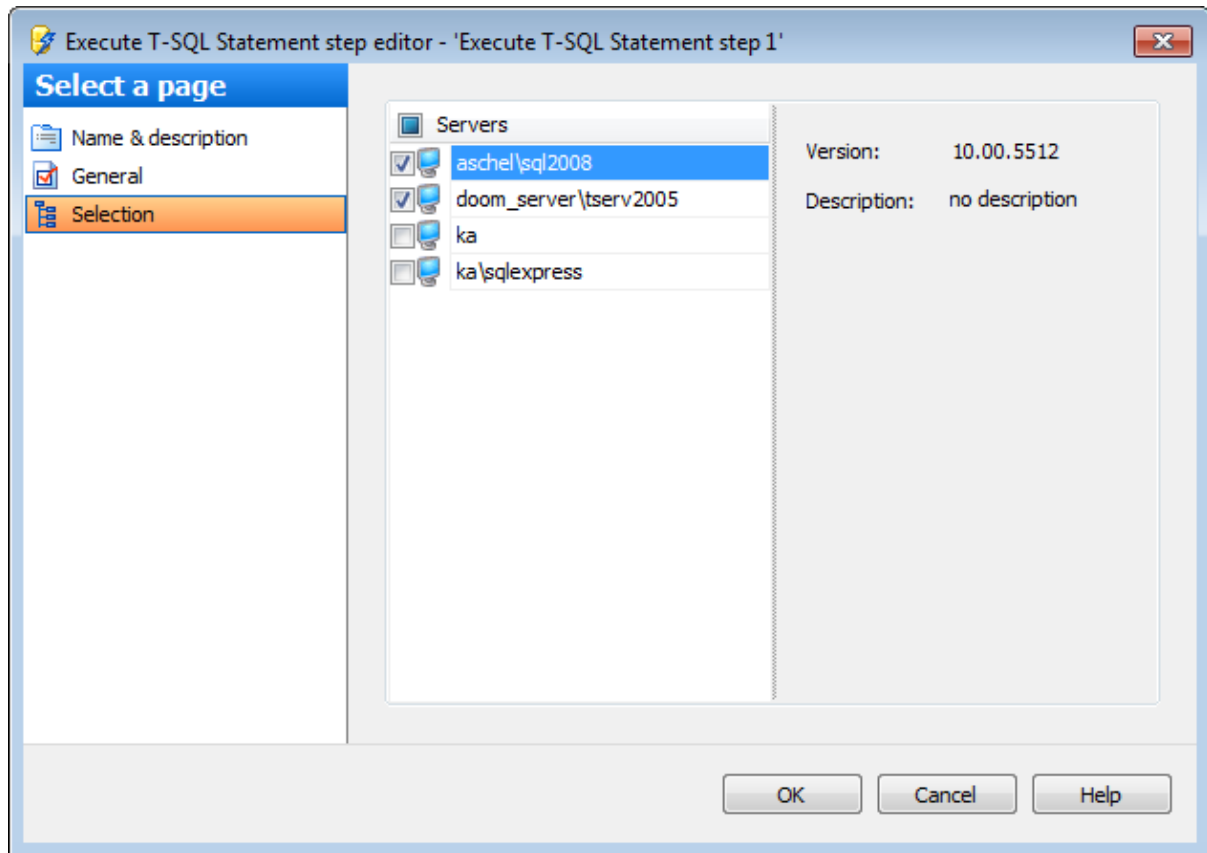 Execute T-SQL Statement step editor - 'Execute T-SQL Statement step 1'
Select a page
Name & description
General
Selection
Servers
aschel\sql2008
doom_server\tserv2005
ka
ka\sqlexpress
Version: 10.00.5512
Description: no description
OK Cancel Help